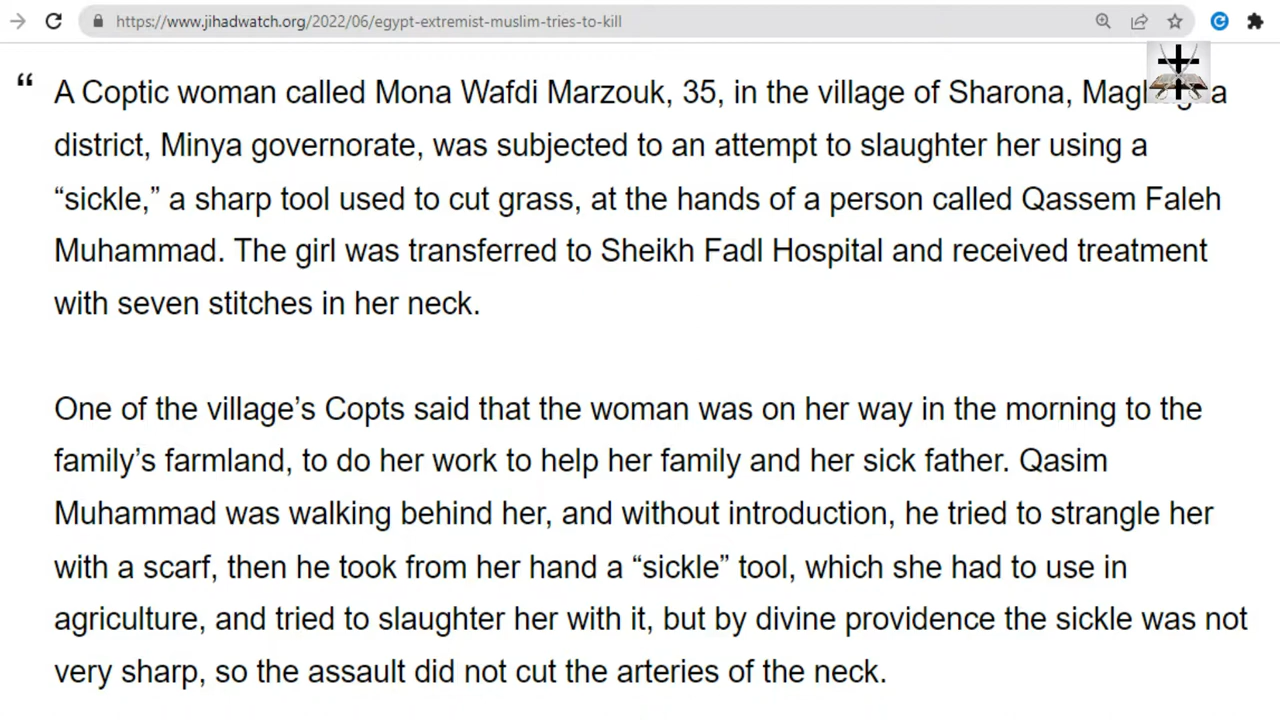 https://www.jihadwatch.org/2022/06/egypt-extremist-muslim-tries-to-kill
“ A Coptic woman called Mona Wafdi Marzouk, 35, in the village of Sharona,
district, Minya governorate, was subjected to an attempt to slaughter her using a
“sickle,” a sharp tool used to cut grass, at the hands of a person called Qassem Faleh
Muhammad. The girl was transferred to Sheikh Fadl Hospital and received treatment
with seven stitches in her neck.
One of the village’s Copts said that the woman was on her way in the morning to the
family’s farmland, to do her work to help her family and her sick father. Qasim
Muhammad was walking behind her, and without introduction, he tried to strangle her
with a scarf, then he took from her hand a “sickle” tool, which she had to use in
agriculture, and tried to slaughter her with it, but by divine providence the sickle was not
very sharp, so the assault did not cut the arteries of the neck.